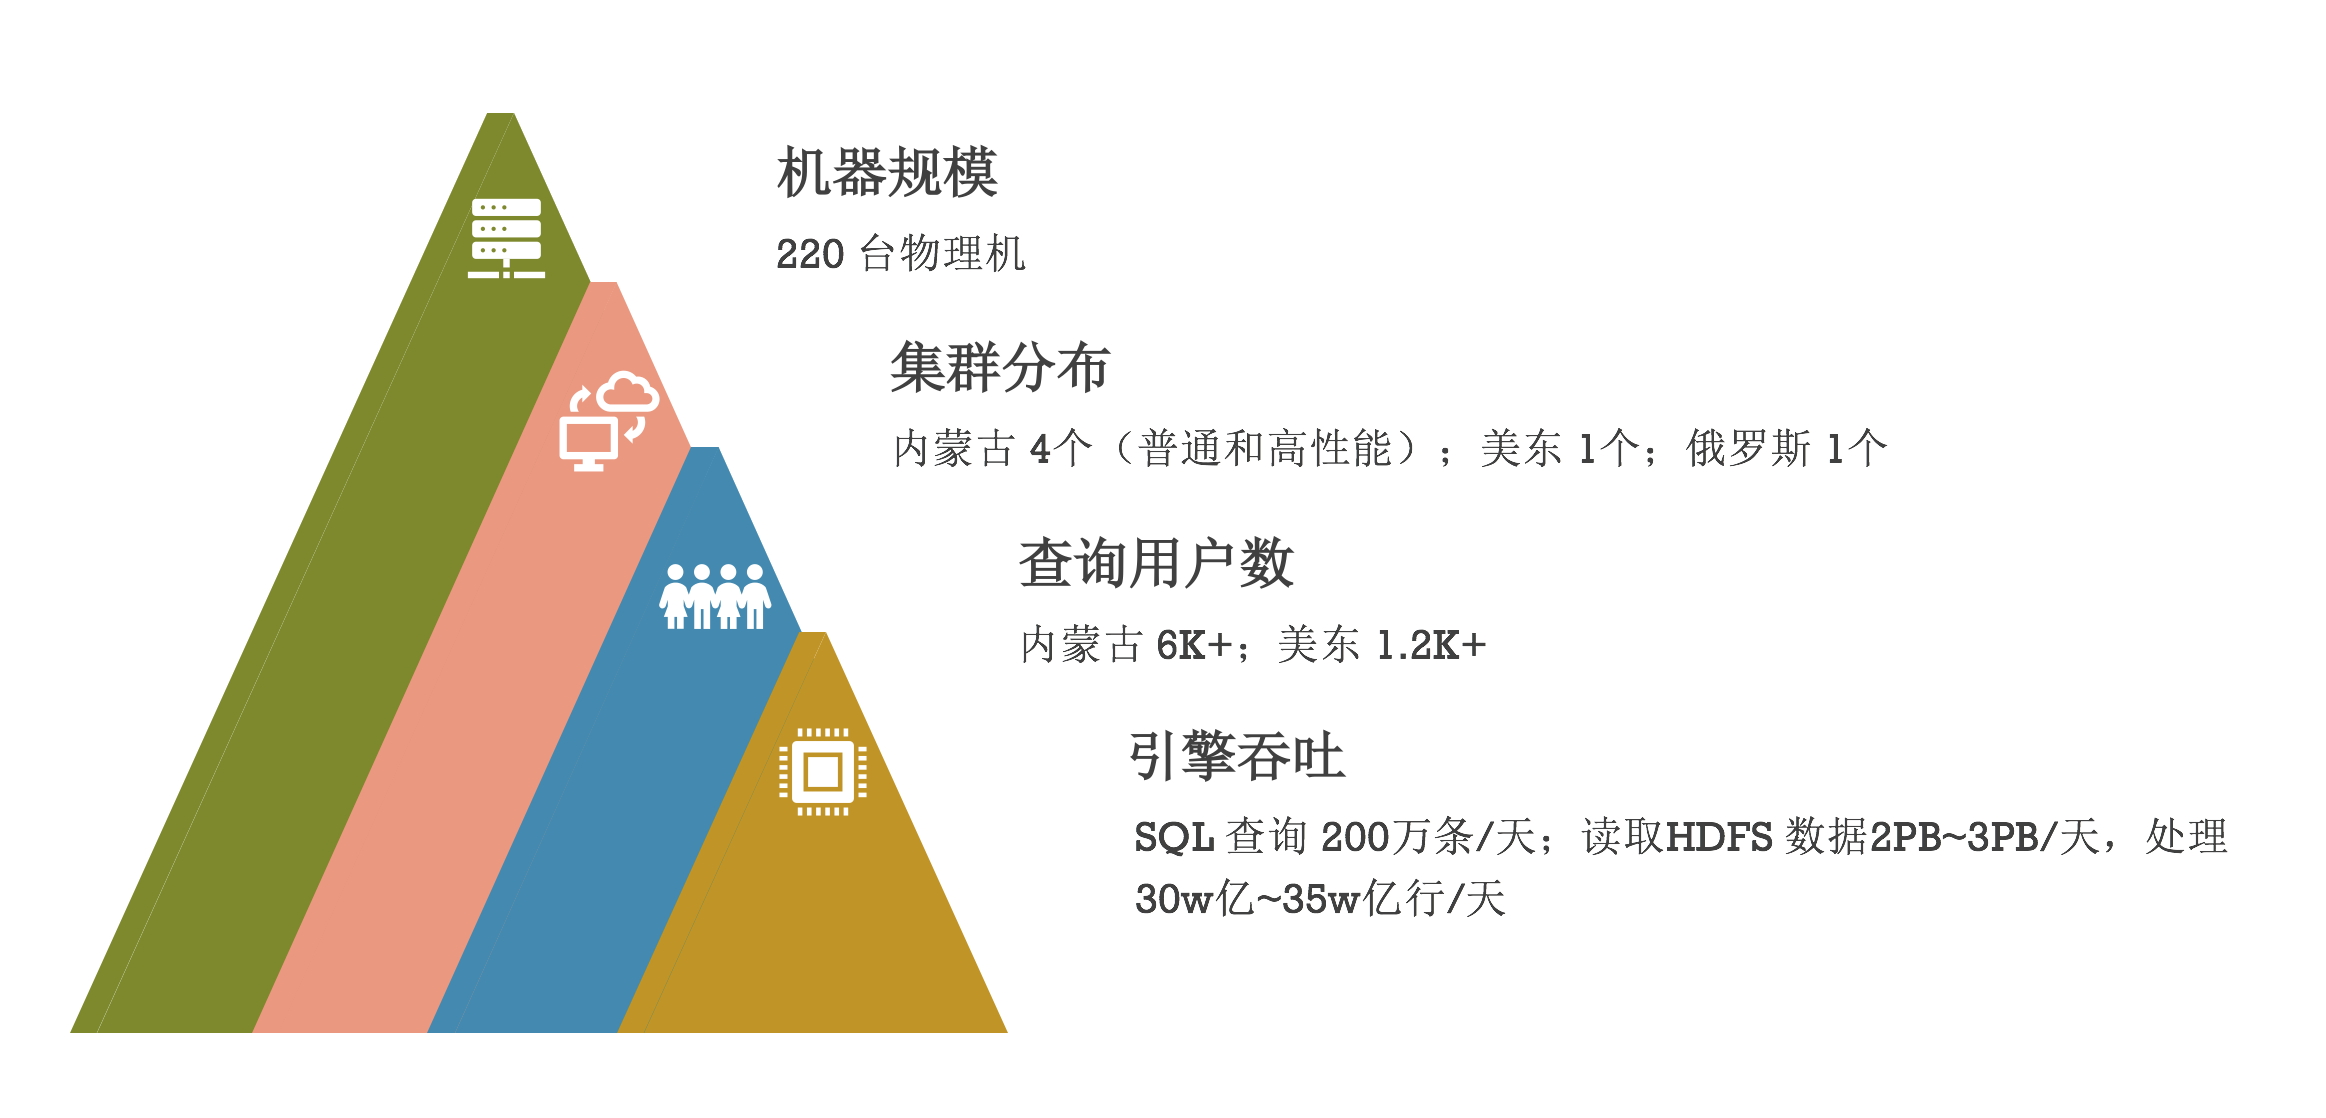 机器规模
220 台物理机
集群分布
内蒙古 4个（普通和高性能）；美东 1个；俄罗斯 1个
查询用户数
内蒙古 6K+；美东 1.2K+
引擎吞吐
SQL 查询 200万条/天；读取HDFS 数据2PB~3PB/天，处理
30w亿~35w亿行/天